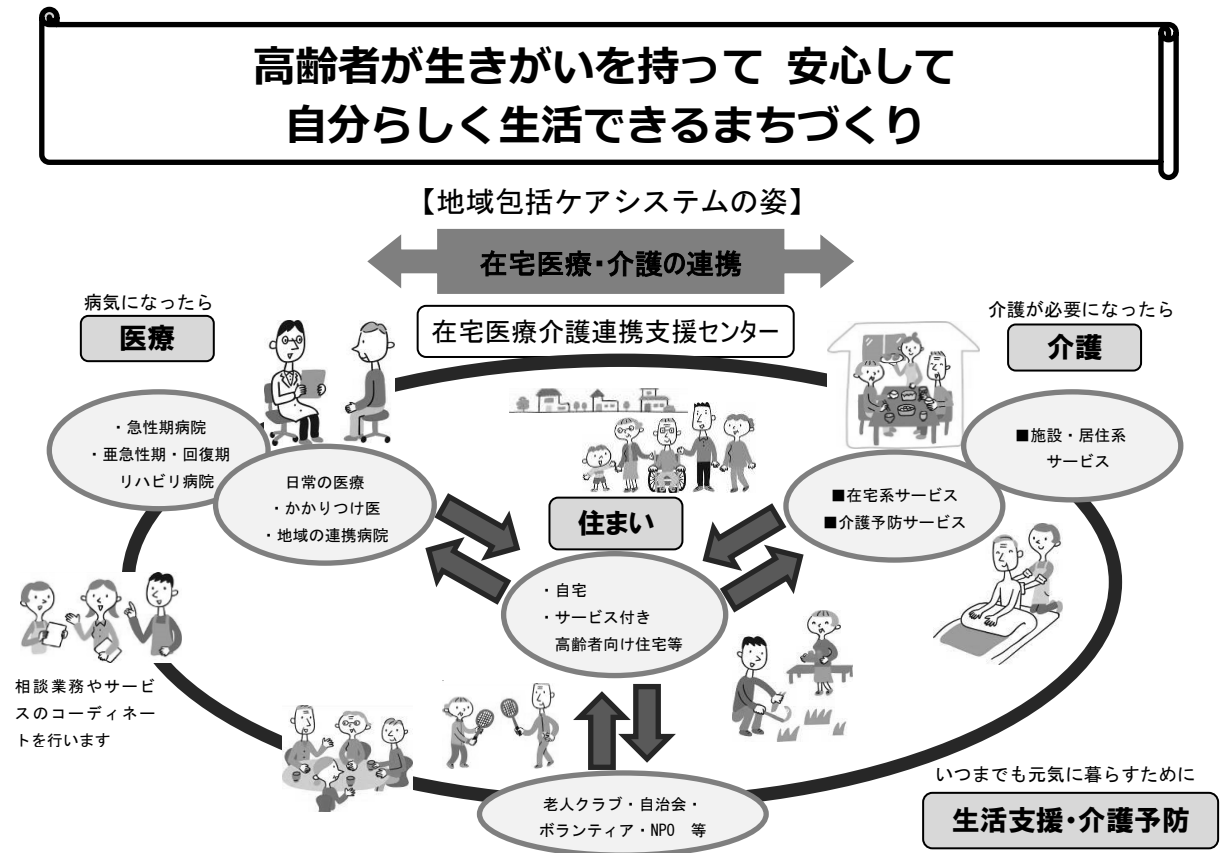 高齢者が生きがいを持って 安心して
自分らしく生活できるまちづくり
【地域包括ケアシステムの姿】
在宅医療・介護の連携
在宅医療介護連携支援センター
病気になったら
医療
介護が必要になったら
介護
・急性期病院
・亜急性期・回復期
リハビリ病院
日常の医療
・かかりつけ医
・地域の連携病院
■施設・居住系
サービス
■在宅系サービス
■介護予防サービス
住まい
・自宅
・サービス付き
高齢者向け住宅等
相談業務やサービ
スのコーディネー
トを行います
老人クラブ・自治会・
ボランティア・NPO 等
いつまでも元気に暮らすために
生活支援・介護予防